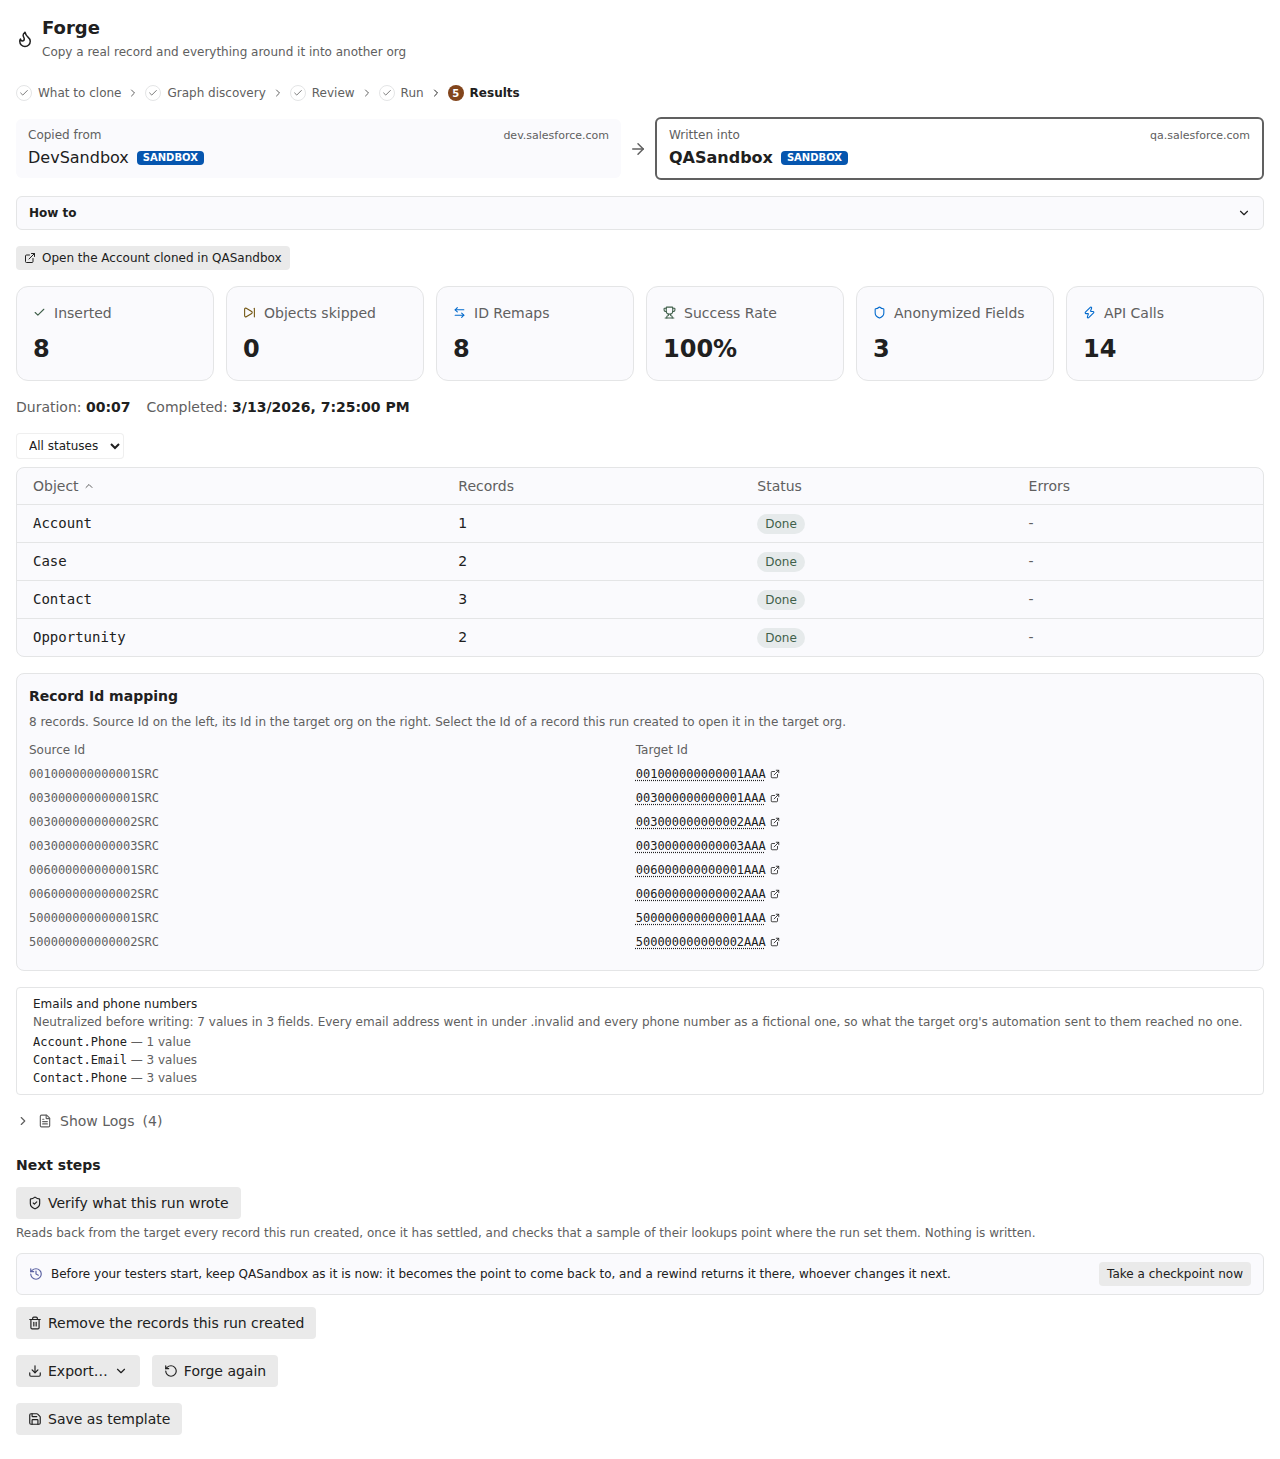 Forge
Copy a real record and everything around it into another org
What to clone
Graph discovery
Review
Run
5 Results
Copied from
dev.salesforce.com
DevSandbox SANDBOX
Written into
qa.salesforce.com
QASandbox SANDBOX
How to
Open the Account cloned in QASandbox
Inserted
8
Objects skipped
0
ID Remaps
8
Success Rate
100%
Anonymized Fields
3
API Calls
14
Duration: 00:07 Completed: 3/13/2026, 7:25:00 PM
All statuses
Object Records Status Errors
Account 1 Done -
Case 2 Done -
Contact 3 Done -
Opportunity 2 Done -
Record Id mapping
8 records. Source Id on the left, its Id in the target org on the right. Select the Id of a record this run created to open it in the target org.
Source Id Target Id
001000000000001SRC 001000000000001AAA
003000000000001SRC 003000000000001AAA
003000000000002SRC 003000000000002AAA
003000000000003SRC 003000000000003AAA
006000000000001SRC 006000000000001AAA
006000000000002SRC 006000000000002AAA
500000000000001SRC 500000000000001AAA
500000000000002SRC 500000000000002AAA
Emails and phone numbers
Neutralized before writing: 7 values in 3 fields. Every email address went in under .invalid and every phone number as a fictional one, so what the target org's automation sent to them reached no one.
Account.Phone — 1 value
Contact.Email — 3 values
Contact.Phone — 3 values
Show Logs (4)
Next steps
Verify what this run wrote
Reads back from the target every record this run created, once it has settled, and checks that a sample of their lookups point where the run set them. Nothing is written.
Before your testers start, keep QASandbox as it is now: it becomes the point to come back to, and a rewind returns it there, whoever changes it next.
Take a checkpoint now
Remove the records this run created
Export...
Forge again
Save as template